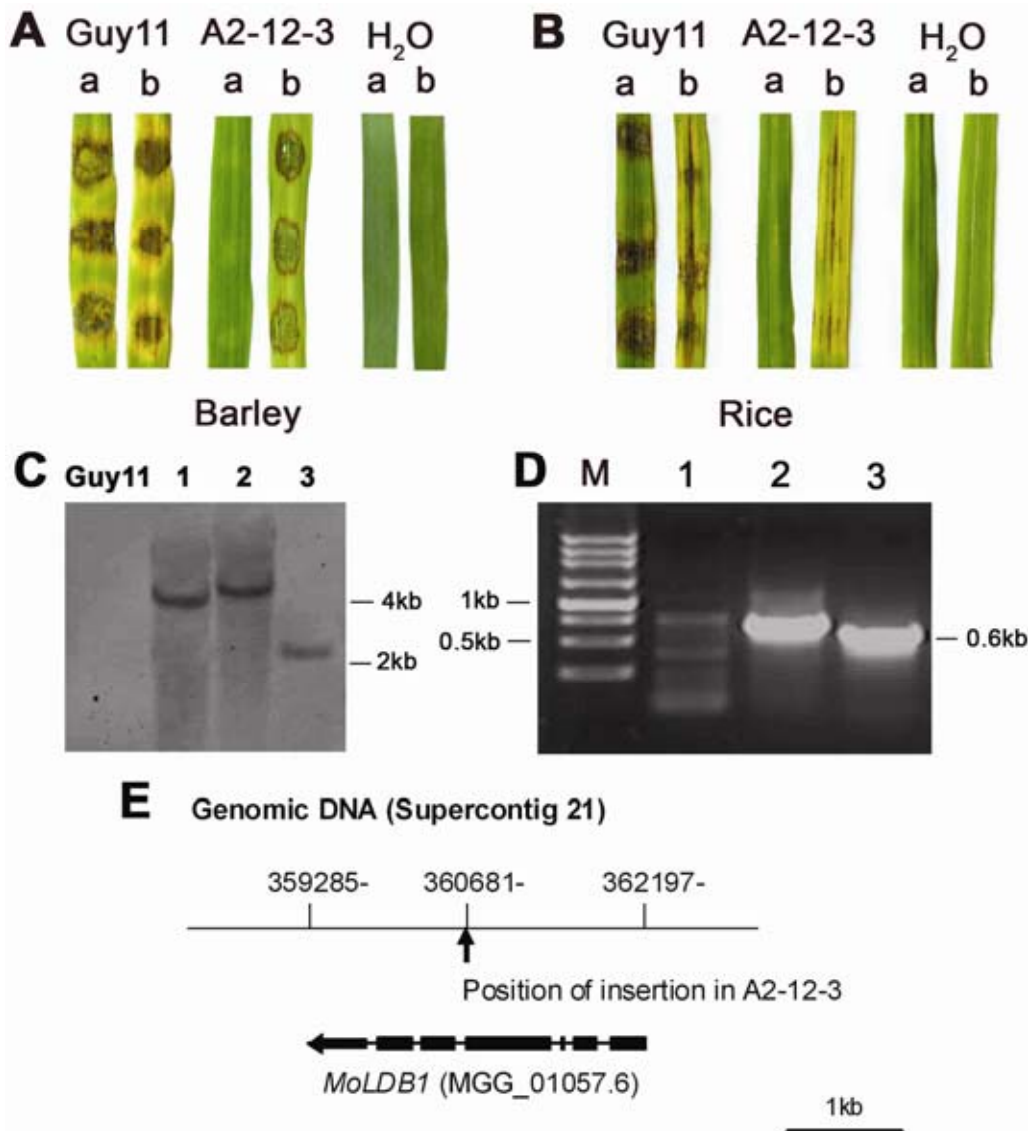 A Guy11 A2-12-3 H2O
a b a b a b
Barley
B Guy11 A2-12-3 H2O
a b a b a b
Rice
C Guy11 1 2 3
4kb
2kb
D M 1 2 3
1kb
0.5kb
0.6kb
E Genomic DNA (Supercontig 21)
359285- 360681- 362197-
Position of insertion in A2-12-3
MoLDB1 (MGG_01057.6)
1kb